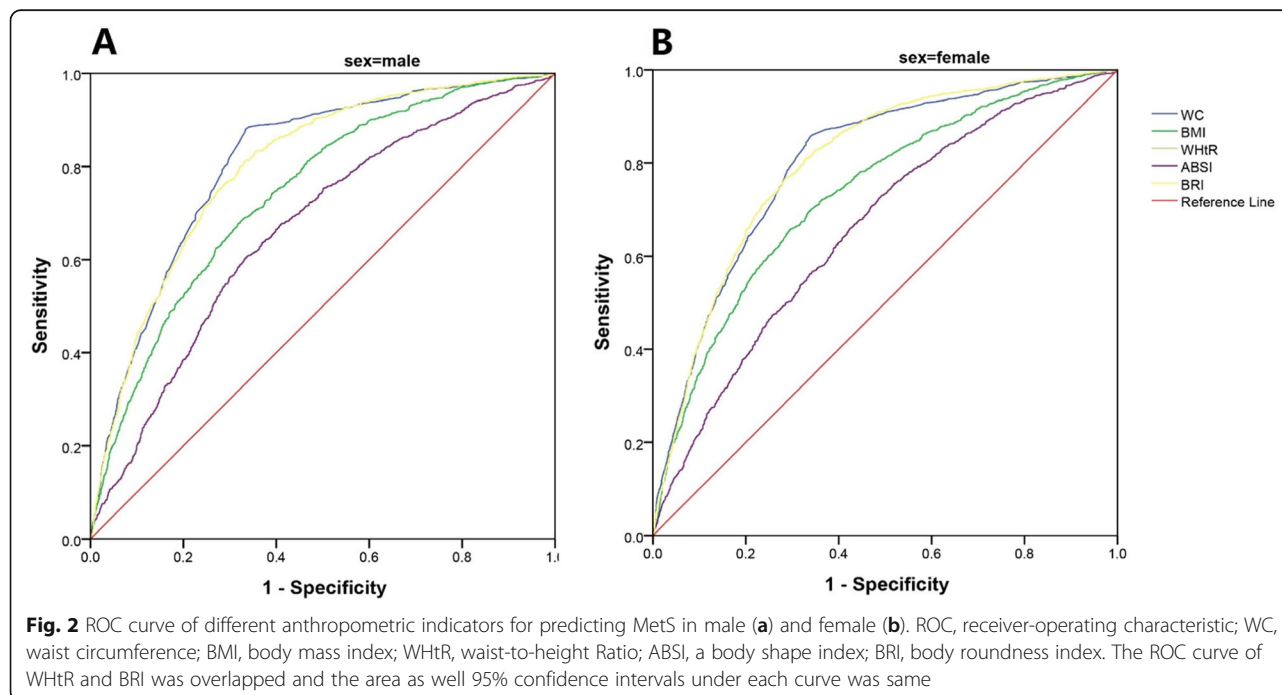 A
sex=male
1.0
0.8
0.6
0.4
0.2
0.0
Sensitivity
0.0 0.2 0.4 0.6 0.8 1.(
1 - Specificity
B
sex=female
1.0
0.8
0.6
0.4
0.2
0.0
Sensitivity
0.0 0.2 0.4 0.6 0.8 1.0
1 - Specificity
WC
BMI
WHtR
ABSI
BRI
Reference Line
Fig. 2 ROC curve of different anthropometric indicators for predicting MetS in male (a) and female (b). ROC, receiver-operating characteristic; WC,
waist circumference; BMI, body mass index; WHtR, waist-to-height Ratio; ABSI, a body shape index; BRI, body roundness index. The ROC curve of
WHtR and BRI was overlapped and the area as well 95% confidence intervals under each curve was same